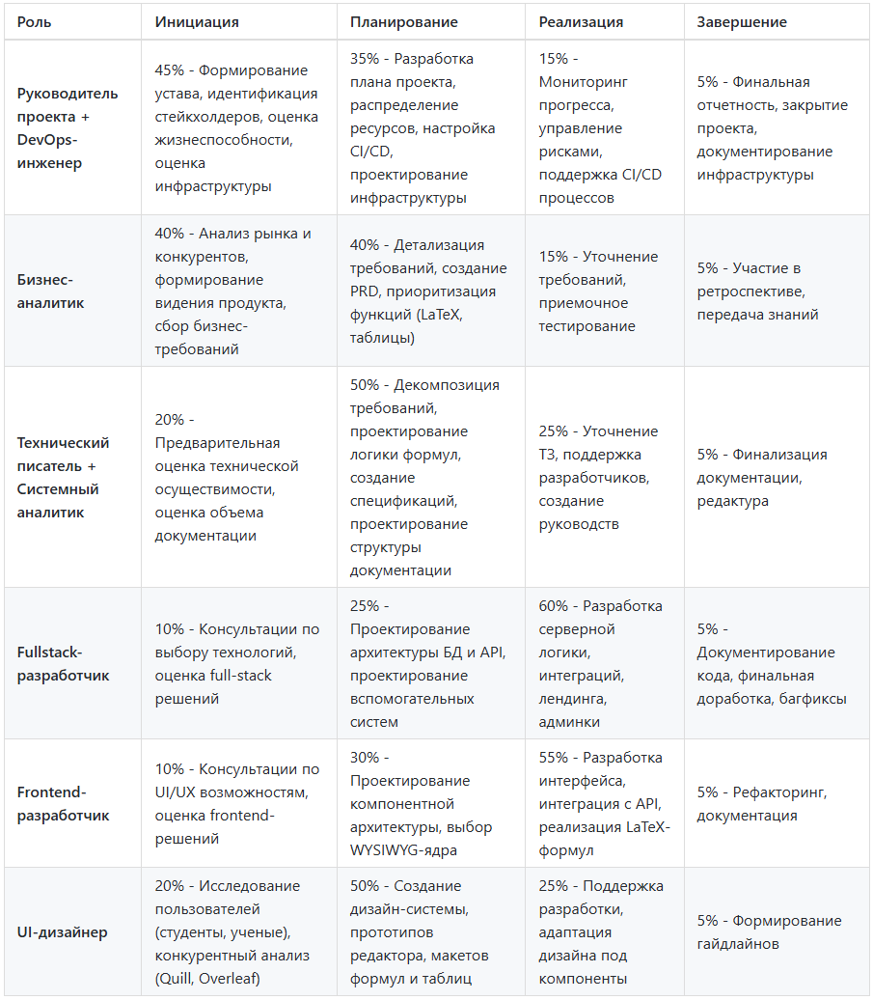 Роль
Инициация
Планирование
Реализация
Завершение
Руководитель
проекта +
DevOps-
инженер
45% - Формирование
устава, идентификация
стейкхолдеров, оценка
жизнеспособности,
оценка
инфраструктуры
35% - Разработка
плана проекта,
распределение
ресурсов, настройка
CI/CD,
проектирование
инфраструктуры
15% -
Мониторинг
прогресса,
управление
рисками,
поддержка CI/CD
процессов
5% - Финальная
отчетность, закрытие
проекта,
документирование
инфраструктуры
Бизнес-
аналитик
40% - Анализ рынка и
конкурентов,
формирование
видения продукта,
сбор бизнес-
требований
40% - Детализация
требований, создание
PRD, приоритизация
функций (LaTeX,
таблицы)
15% - Уточнение
требований,
приемочное
тестирование
5% - Участие в
ретроспективе,
передача знаний
Технический
писатель +
Системный
аналитик
20% -
Предварительная
оценка технической
осуществимости,
оценка объема
документации
50% - Декомпозиция
требований,
проектирование
логики формул,
создание
спецификаций,
проектирование
структуры
документации
25% - Уточнение
ТЗ, поддержка
разработчиков,
создание
руководств
5% - Финализация
документации,
редактура
Fullstack-
разработчик
10% - Консультации по
выбору технологий,
оценка full-stack
решений
25% -
Проектирование
архитектуры БД и API,
проектирование
вспомогательных
систем
60% - Разработка
серверной
логики,
интеграций,
лендинга,
админки
5% -
Документирование
кода, финальная
доработка, багфиксы
Frontend-
разработчик
10% - Консультации по
UI/UX возможностям,
оценка frontend-
решений
30% -
Проектирование
компонентной
архитектуры, выбор
WYSIWYG-ядра
55% - Разработка
интерфейса,
интеграция с API,
реализация LaTeX-
формул
5% - Рефакторинг,
документация
UI-дизайнер
20% - Исследование
пользователей
(студенты, ученые),
конкурентный анализ
(Quill, Overleaf)
50% - Создание
дизайн-системы,
прототипов
редактора, макетов
формул и таблиц
25% - Поддержка
разработки,
адаптация
дизайна под
компоненты
5% - Формирование
гайдлайнов